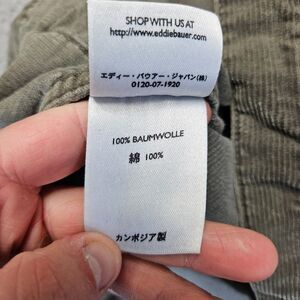 SHOP WITH US AT
http://www.eddiebauer.com
エディー・バウアー・ジャパン(株)
0120-07-1920
100% BAUMWOLLE
綿 100%
カンボジア製